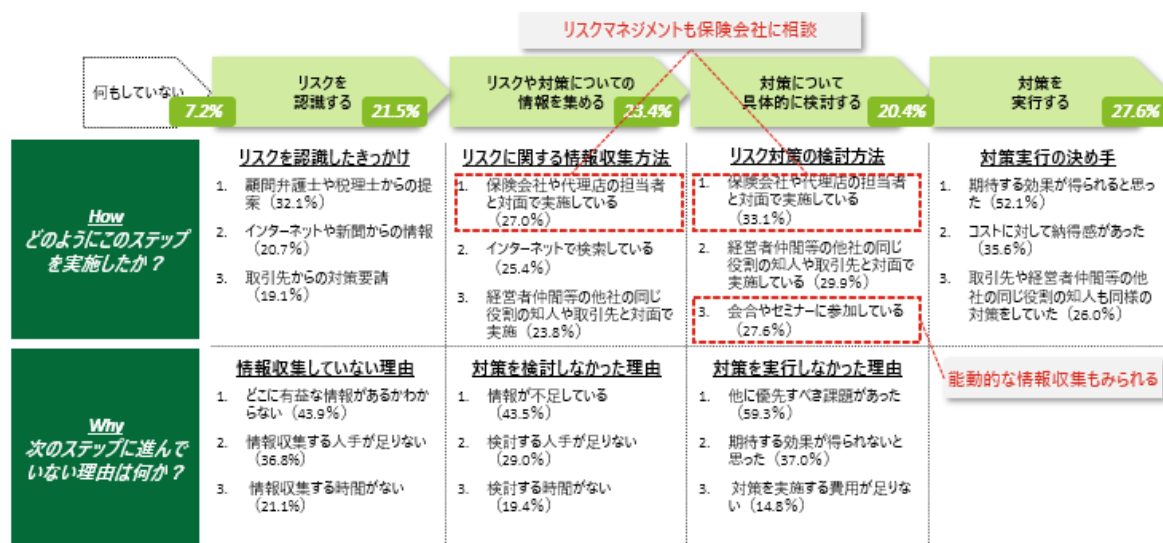 リスクマネジメントも保険会社に相談
何もしていない
7.2%
リスクを
認識する
21.5%
リスクや対策についての
情報を集める
23.4%
対策について
具体的に検討する
20.4%
対策を
実行する
27.6%
How
どのようにこのステップ
を実施したか？
リスクを認識したきっかけ
1. 顧問弁護士や税理士からの提
案（32.1%）
2. インターネットや新聞からの情報
（20.7%）
3. 取引先からの対策要請
（19.1%）
リスクに関する情報収集方法
1. 保険会社や代理店の担当者
と対面で実施している
（27.0%）
2. インターネットで検索している
（25.4%）
3. 経営者仲間等の他社の同じ
役割の知人や取引先と対面で
実施（23.8%）
リスク対策の検討方法
1. 保険会社や代理店の担当者
と対面で実施している
（33.1%）
2. 経営者仲間等の他社の同じ
役割の知人や取引先と対面で
実施している（29.9%）
3. 会合やセミナーに参加している
（27.6%）
対策実行の決め手
1. 期待する効果が得られると思っ
た（52.1%）
2. コストに対して納得感があった
（35.6%）
3. 取引先や経営者仲間等の他
社の同じ役割の知人も同様の
対策をしていた（26.0%）
能動的な情報収集もみられる
Why
次のステップに進んで
いない理由は何か？
情報収集していない理由
1. どこに有益な情報があるかわか
らない（43.9%）
2. 情報収集する人手が足りない
（36.8%）
3. 情報収集する時間がない
（21.1%）
対策を検討しなかった理由
1. 情報が不足している
（43.5%）
2. 検討する人手が足りない
（29.0%）
3. 検討する時間がない
（19.4%）
対策を実行しなかった理由
1. 他に優先すべき課題があった
（59.3%）
2. 期待する効果が得られないと
思った（37.0%）
3. 対策を実施する費用が足りな
い（14.8%）